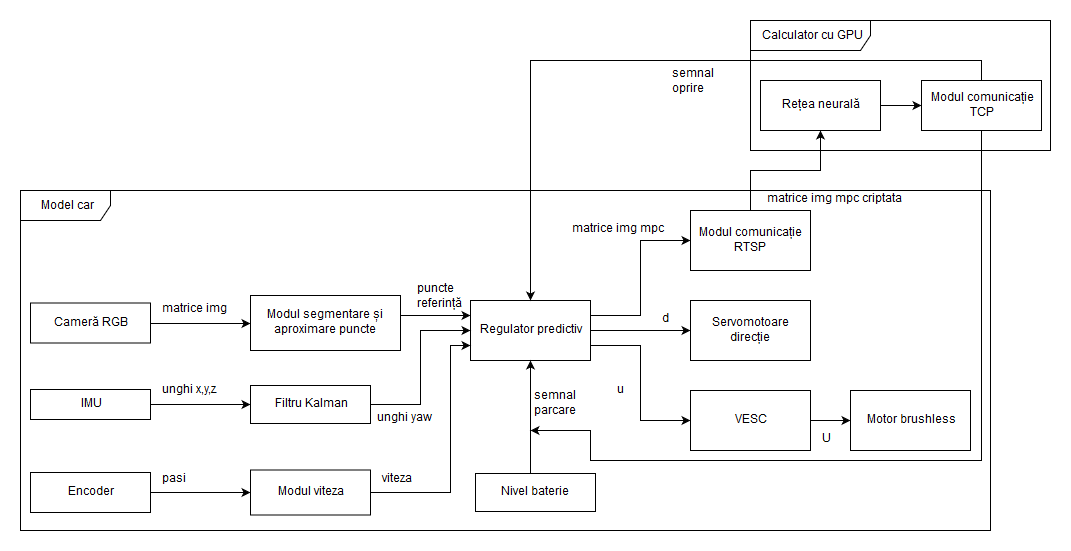 Calculator cu GPU
semnal
oprire
Rețea neurală
Modul comunicație
TCP
Model car
matrice img mpc criptata
matrice img mpc
Modul comunicație
RTSP
puncte
referință
matrice img
Cameră RGB
Modul segmentare și
aproximare puncte
Regulator predictiv
d
Servomotoare
direcție
unghi x,y,z
IMU
Filtru Kalman
unghi yaw
semnal
parcare
u
VESC
U
Motor brushless
pasi
Encoder
Modul viteza
viteza
Nivel baterie